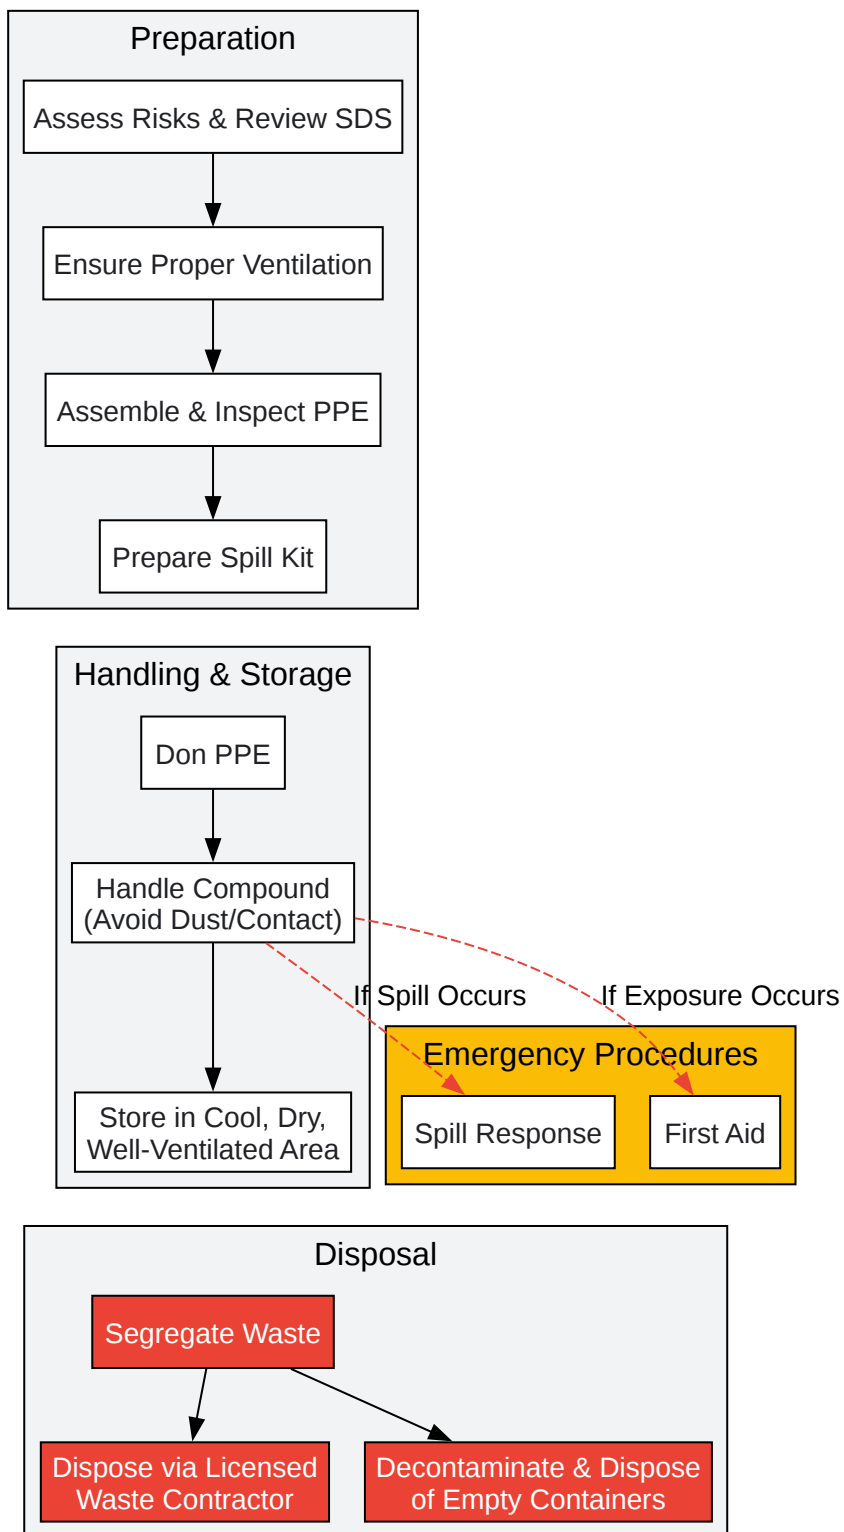 Preparation
Assess Risks & Review SDS
Ensure Proper Ventilation
Assemble & Inspect PPE
Prepare Spill Kit
Handling & Storage
Don PPE
Handle Compound
(Avoid Dust/Contact)
If Spill Occurs
If Exposure Occurs
Emergency Procedures
Spill Response
First Aid
Store in Cool, Dry,
Well-Ventilated Area
Disposal
Segregate Waste
Dispose via Licensed
Waste Contractor
Decontaminate & Dispose
of Empty Containers